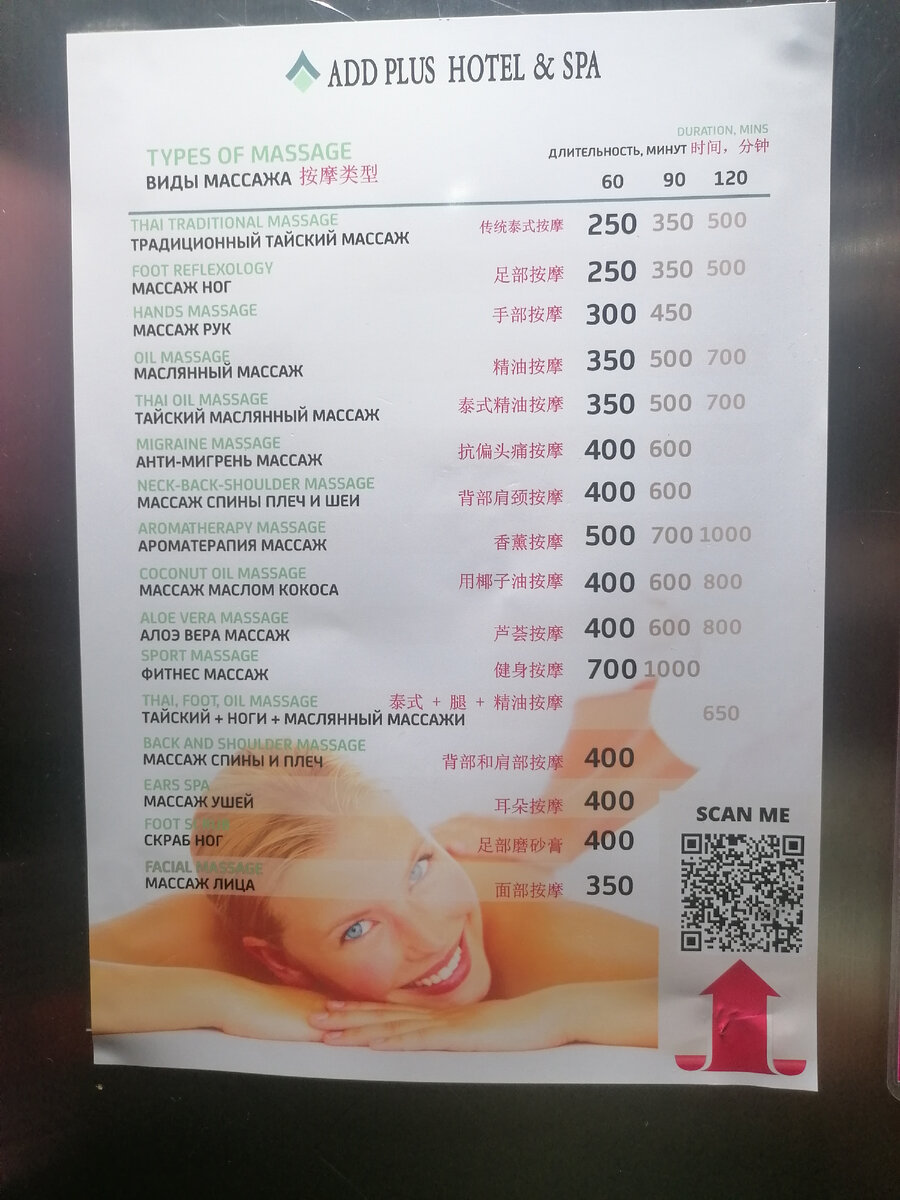 ADD PLUS HOTEL & SPA
DURATION, MINS
TYPES OF MASSAGE
ДЛИТЕЛЬНОСТЬ, МИНУТ 时间，分钟
ВИДЫ МАССАЖА 按摩类型
60 90 120
THAI TRADITIONAL MASSAGE
ТРАДИЦИОННЫЙ ТАЙСКИЙ МАССАЖ 传统泰式按摩 250 350 500
FOOT REFLEXOLOGY
МАССАЖ НОГ 足部按摩 250 350 500
HANDS MASSAGE
МАССАЖ РУК 手部按摩 300 450
OIL MASSAGE
МАСЛЯННЫЙ МАССАЖ 精油按摩 350 500 700
THAI OIL MASSAGE
ТАЙСКИЙ МАСЛЯННЫЙ МАССАЖ 泰式精油按摩 350 500 700
MIGRAINE MASSAGE
АНТИ-МИГРЕНЬ МАССАЖ 抗偏头痛按摩 400 600
NECK-BACK-SHOULDER MASSAGE
МАССАЖ СПИНЫ ПЛЕЧ И ШЕИ 背部肩颈按摩 400 600
AROMATHERAPY MASSAGE
АРОМАТЕРАПИЯ МАССАЖ 香薰按摩 500 700 1000
COCONUT OIL MASSAGE
МАССАЖ МАСЛОМ КОКОСА 用椰子油按摩 400 600 800
ALOE VERA MASSAGE
АЛОЭ ВЕРА МАССАЖ 芦荟按摩 400 600 800
SPORT MASSAGE
ФИТНЕС МАССАЖ 健身按摩 700 1000
THAI, FOOT, OIL MASSAGE 泰式 + 腿 + 精油按摩
ТАЙСКИЙ + НОГИ + МАСЛЯННЫЙ МАССАЖИ 650
BACK AND SHOULDER MASSAGE
МАССАЖ СПИНЫ И ПЛЕЧ 背部和肩部按摩 400
EARS SPA
МАССАЖ УШЕЙ 耳朵按摩 400
FOOT SCRUB
СКРАБ НОГ 足部磨砂膏 400
FACIAL MASSAGE
МАССАЖ ЛИЦА 面部按摩 350
SCAN ME